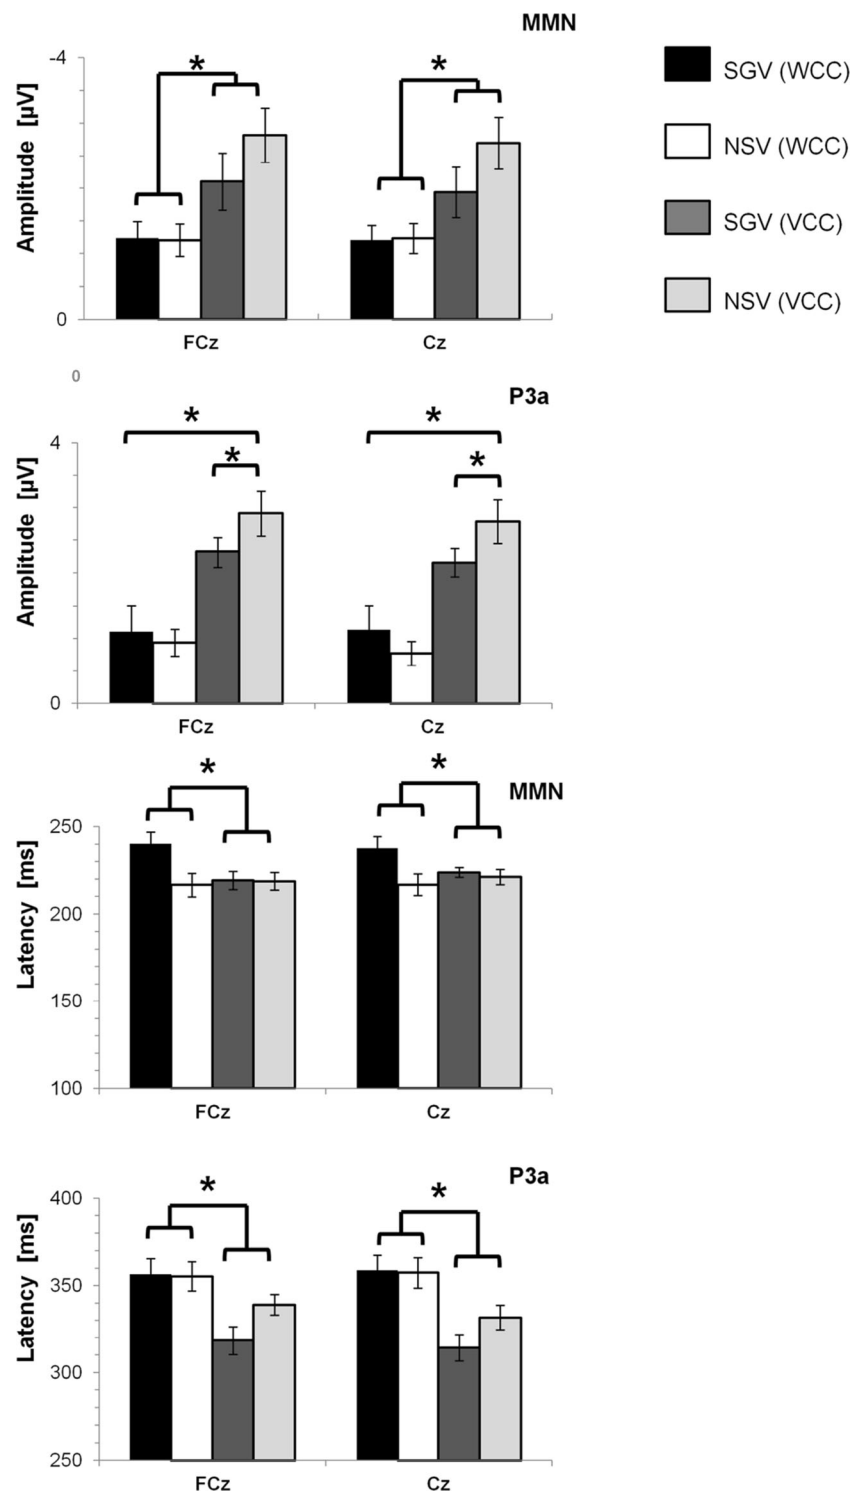 MMN
-4
*
*
Amplitude [µV]
0
FCz
Cz
SGV (WCC)
NSV (WCC)
SGV (VCC)
NSV (VCC)
0
P3a
*
*
4
*
*
Amplitude [µV]
0
FCz
Cz
MMN
*
*
250
200
150
100
Latency [ms]
FCz
Cz
P3a
*
*
400
350
300
250
Latency [ms]
FCz
Cz